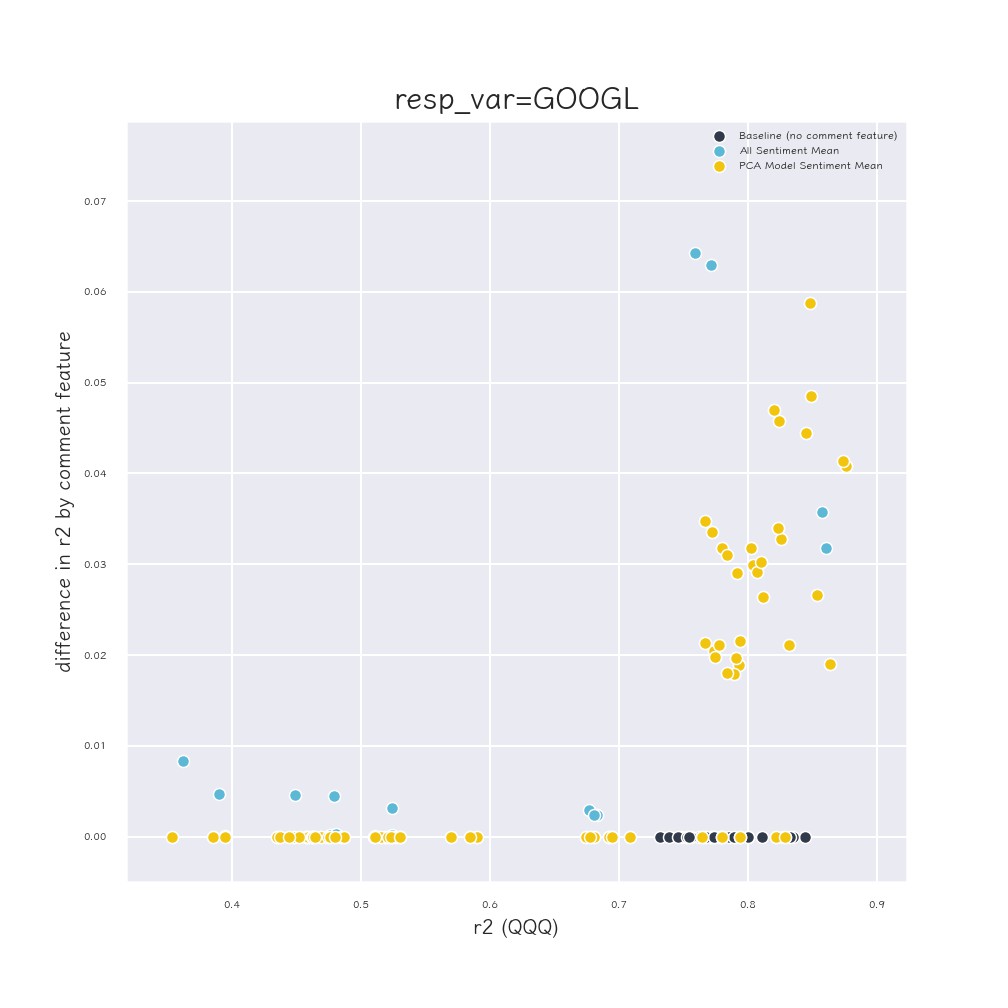 resp_var=GOOGL
Baseline (no comment feature)
All Sentiment Mean
PCA Model Sentiment Mean
difference in r2 by comment feature
0.07
0.06
0.05
0.04
0.03
0.02
0.01
0.00
0.4
0.5
0.6
0.7
0.8
0.9
r2 (QQQ)